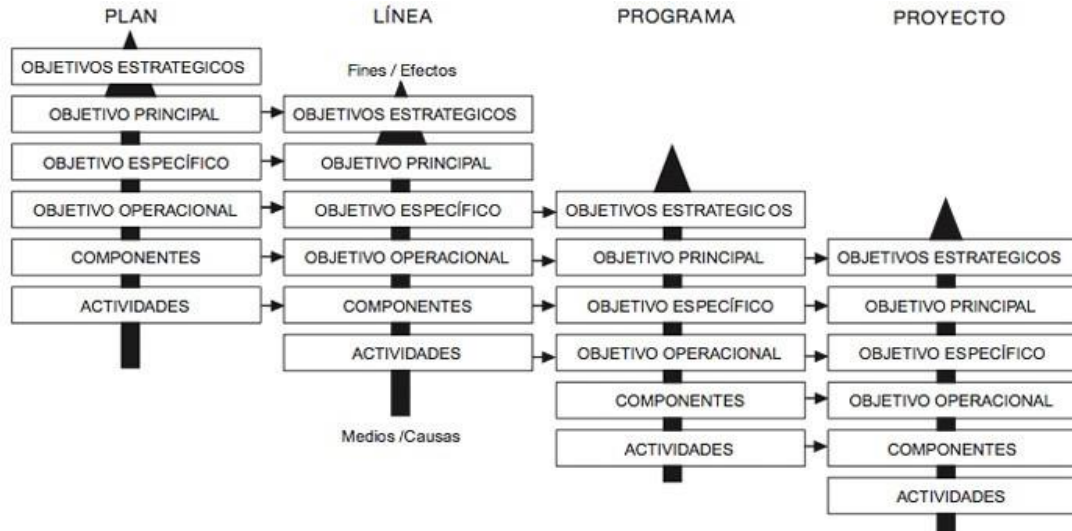 PLAN
LÍNEA
PROGRAMA
PROYECTO
OBJETIVOS ESTRATEGICOS
OBJETIVO PRINCIPAL
OBJETIVO ESPECÍFICO
OBJETIVO OPERACIONAL
COMPONENTES
ACTIVIDADES
Fines / Efectos
OBJETIVOS ESTRATEGICOS
OBJETIVO PRINCIPAL
OBJETIVO ESPECÍFICO
OBJETIVO OPERACIONAL
COMPONENTES
ACTIVIDADES
Medios /Causas
OBJETIVOS ESTRATEGICOS
OBJETIVO PRINCIPAL
OBJETIVO ESPECÍFICO
OBJETIVO OPERACIONAL
COMPONENTES
ACTIVIDADES
OBJETIVOS ESTRATEGICOS
OBJETIVO PRINCIPAL
OBJETIVO ESPECÍFICO
OBJETIVO OPERACIONAL
COMPONENTES
ACTIVIDADES